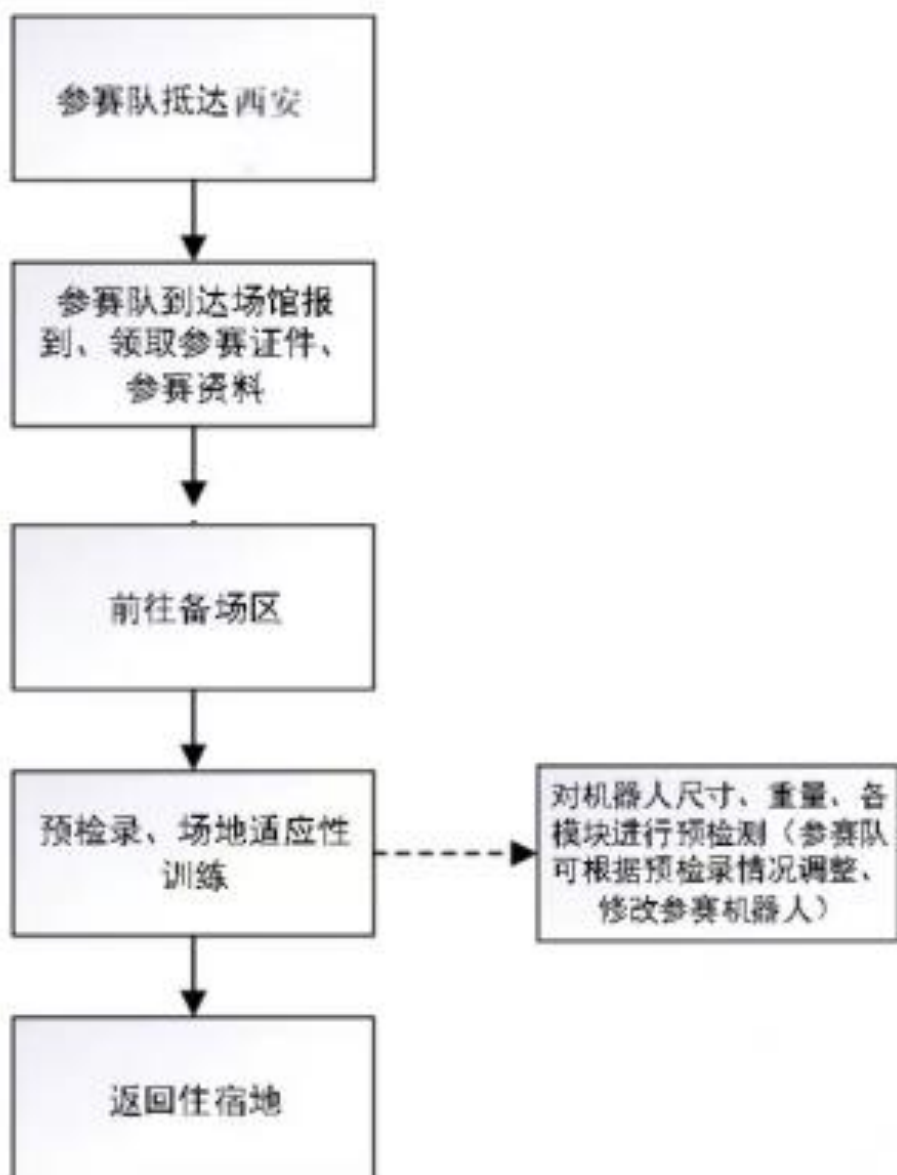 参赛队抵达西安
参赛队到达场馆报
到、领取参赛证件、
参赛资料
前往备场区
预检录、场地适应性
训练
对机器人尺寸、重量、各
模块进行预检测（参赛队
可根据预检录情况调整、
修改参赛机器人）
返回住宿地